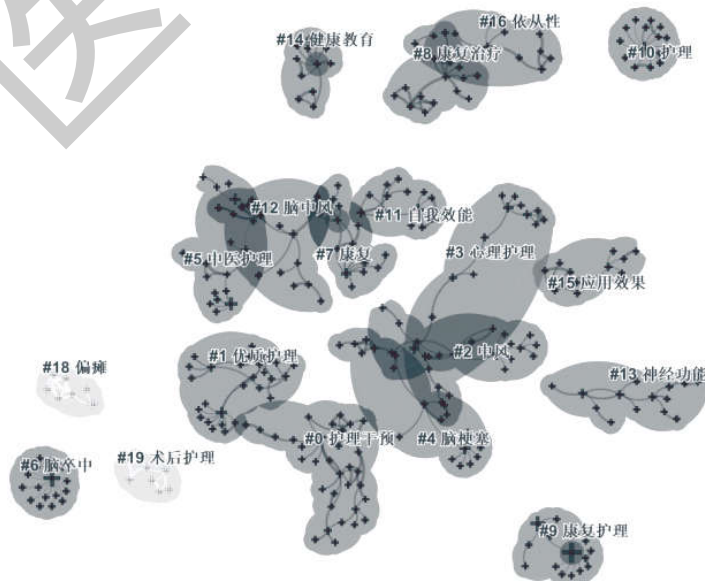 #16 依从性
#14 健康教育
#8 康复治疗
#10 护理
#12 脑中风
#11 自我效能
#5 中医护理
#7 康复
#3 心理护理
#15 应用效果
#1 优质护理
#2 中风
#18 偏瘫
#13 神经功能
#0 护理干预
#4 脑梗塞
#6 脑卒中
#19 术后护理
#9 康复护理